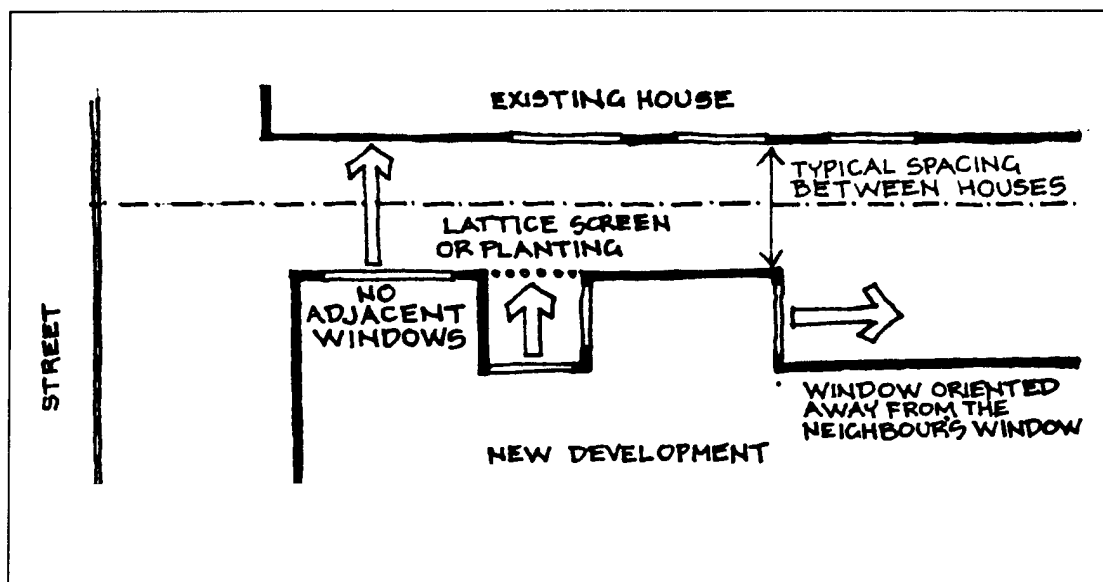 EXISTING HOUSE
TYPICAL SPACING
BETWEEN HOUSES
LATTICE SCREEN
OR PLANTING
NO
ADJACENT
WINDOWS
STREET
WINDOW ORIENTED
AWAY FROM THE
NEIGHBOUR'S WINDOW
NEW DEVELOPMENT